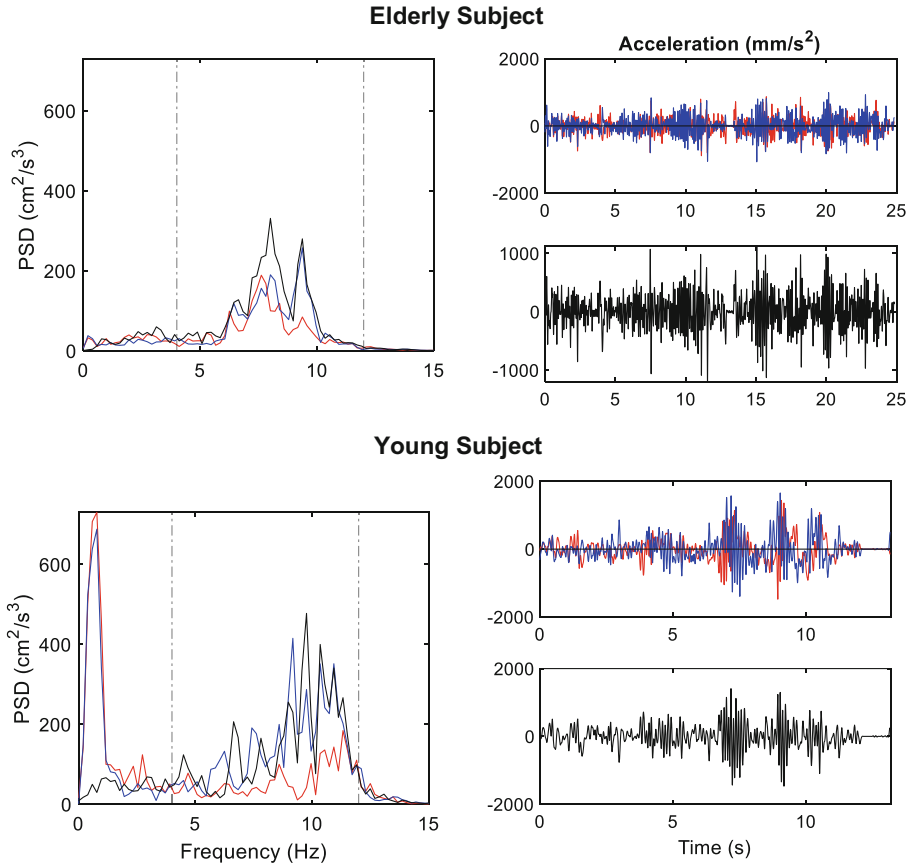 Elderly Subject
PSD (cm²/s³)
600
400
200
0
0 5 10 15
Acceleration (mm/s²)
2000
0
-2000
0 5 10 15 20 25
1000
0
-1000
0 5 10 15 20 25
Young Subject
PSD (cm²/s³)
600
400
200
0
0 5 10 15
Frequency (Hz)
2000
0
-2000
0 5 10
2000
0
-2000
0 5 10
Time (s)